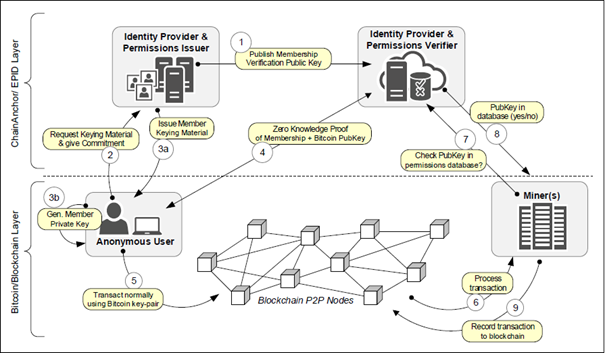 ChainAnchor/ EPID Layer
Identity Provider &
Permissions Issuer
1
Publish Membership
Verification Public Key
Identity Provider &
Permissions Verifier
Request Keying Material
& give Commitment
2
Issue Member
Keying Material
3a
Zero Knowledge Proof
of Membership + Bitcoin PubKey
4
PubKey in
database (yes/no)
8
7
Check PubKey in
permissions database?
Bitcoin/Blockchain Layer
3b
Gen. Member
Private Key
Anonymous User
5
Transact normally
using Bitcoin key-pair
Blockchain P2P Nodes
Miner(s)
Process
transaction
6
9
Record transaction
to blockchain